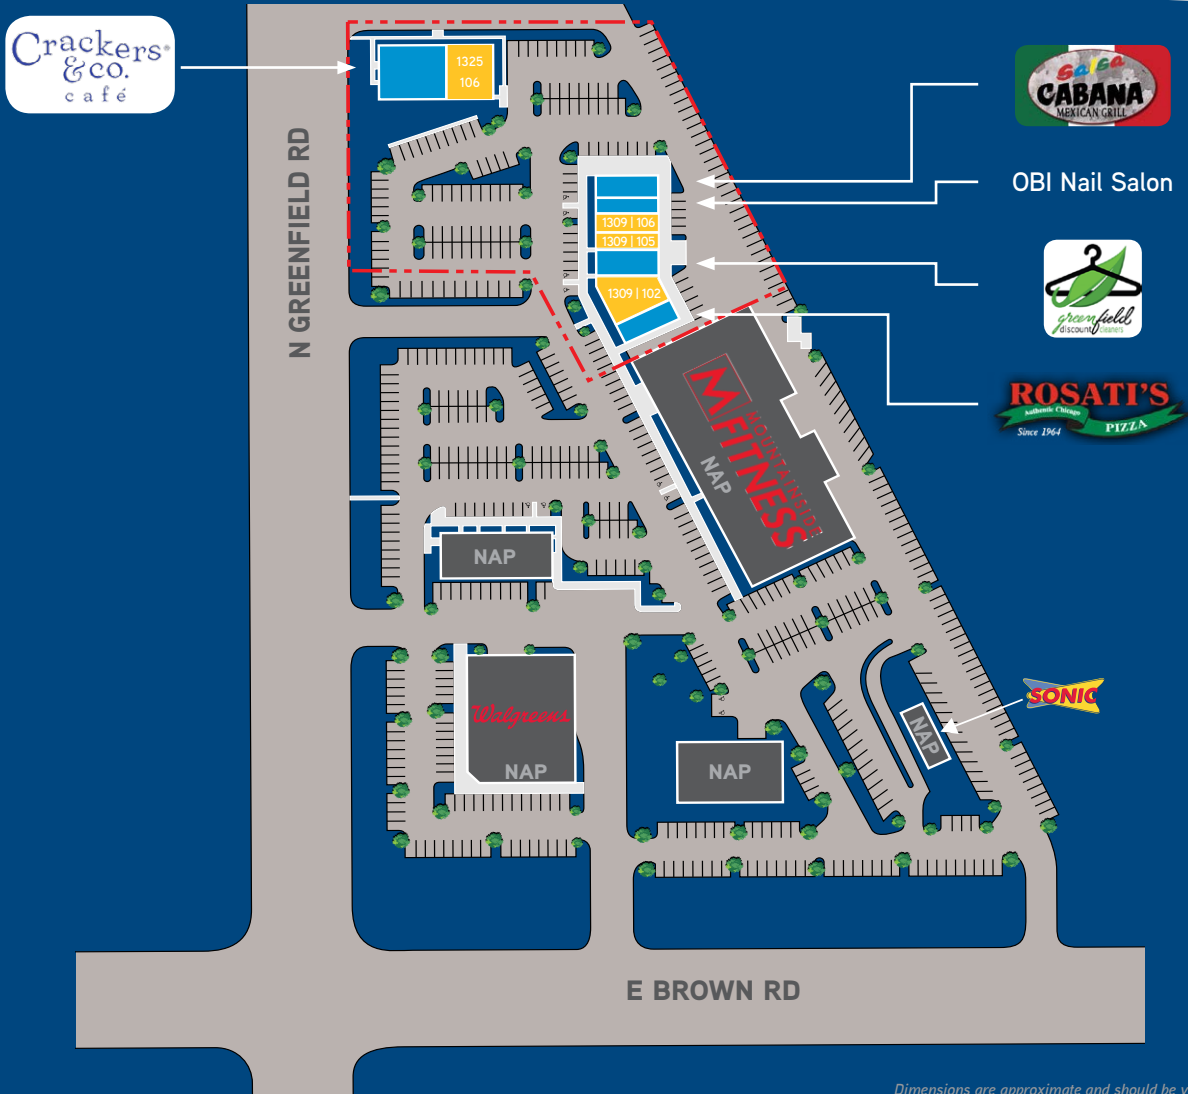 Crackers®
& co.
café
1325
106
N GREENFIELD RD
Salsa
CABANA
MEXICAN GRILL
OBI Nail Salon
1309 | 106
1309 | 105
1309 | 102
greenfield
discount cleaners
ROSATI'S
Authentic Chicago
PIZZA
Since 1964
M
MOUNTAINSIDE
FITNESS
NAP
NAP
Walgreens
NAP
NAP
SONIC
NAP
E BROWN RD
Dimensions are approximate and should be v